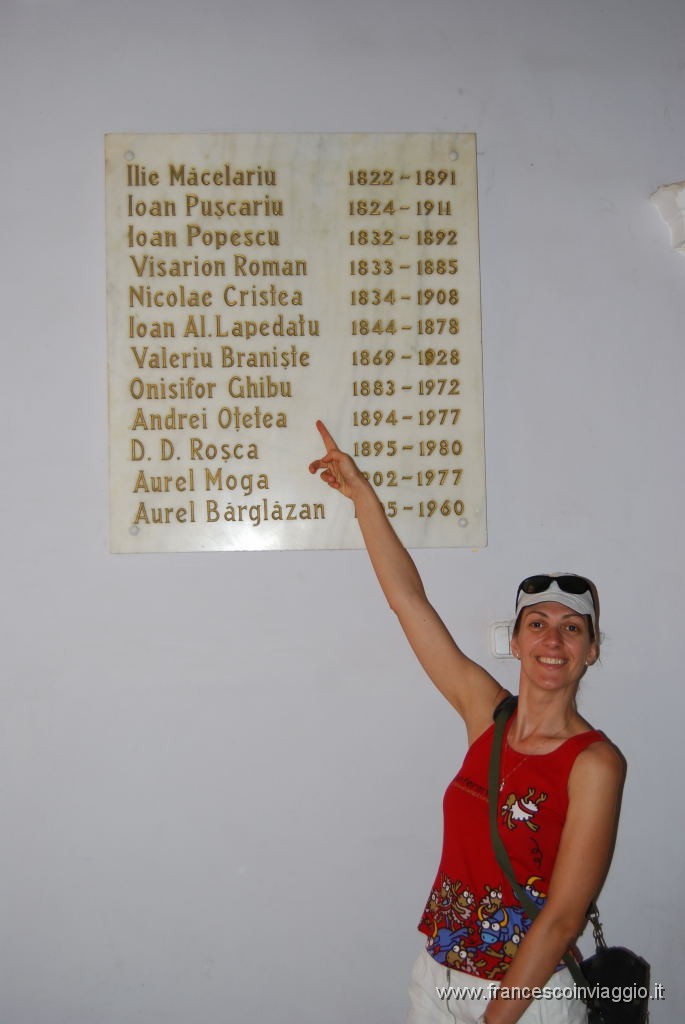 Ilie Măcelariu 1822 – 1891
Ioan Pușcariu 1824 – 1911
Ioan Popescu 1832 – 1892
Visarion Roman 1833 – 1885
Nicolae Cristea 1834 – 1908
Ioan Al. Lapedatu 1844 – 1878
Valeriu Braniște 1869 – 1928
Onisifor Ghibu 1883 – 1972
Andrei Oțetea 1894 – 1977
D. D. Roșca 1895 – 1980
Aurel Moga 1902 – 1977
Aurel Bărglăzan – 1960
www.francescoinviaggio.it